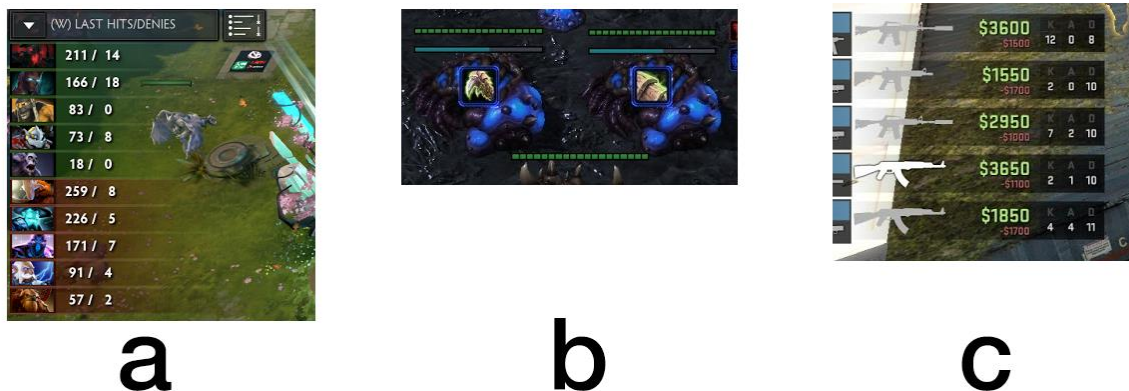 (W) LAST HITS/DENIES
211 / 14
166 / 18
83 / 0
73 / 8
18 / 0
259 / 8
226 / 5
171 / 7
91 / 4
57 / 2
$3600 K A D
-$1500 12 0 8
$1550 K A D
-$1700 2 0 10
$2950 K A D
-$1000 7 2 10
$3650 K A D
-$1100 2 1 10
$1850 K A D
-$1700 4 4 11
a b c